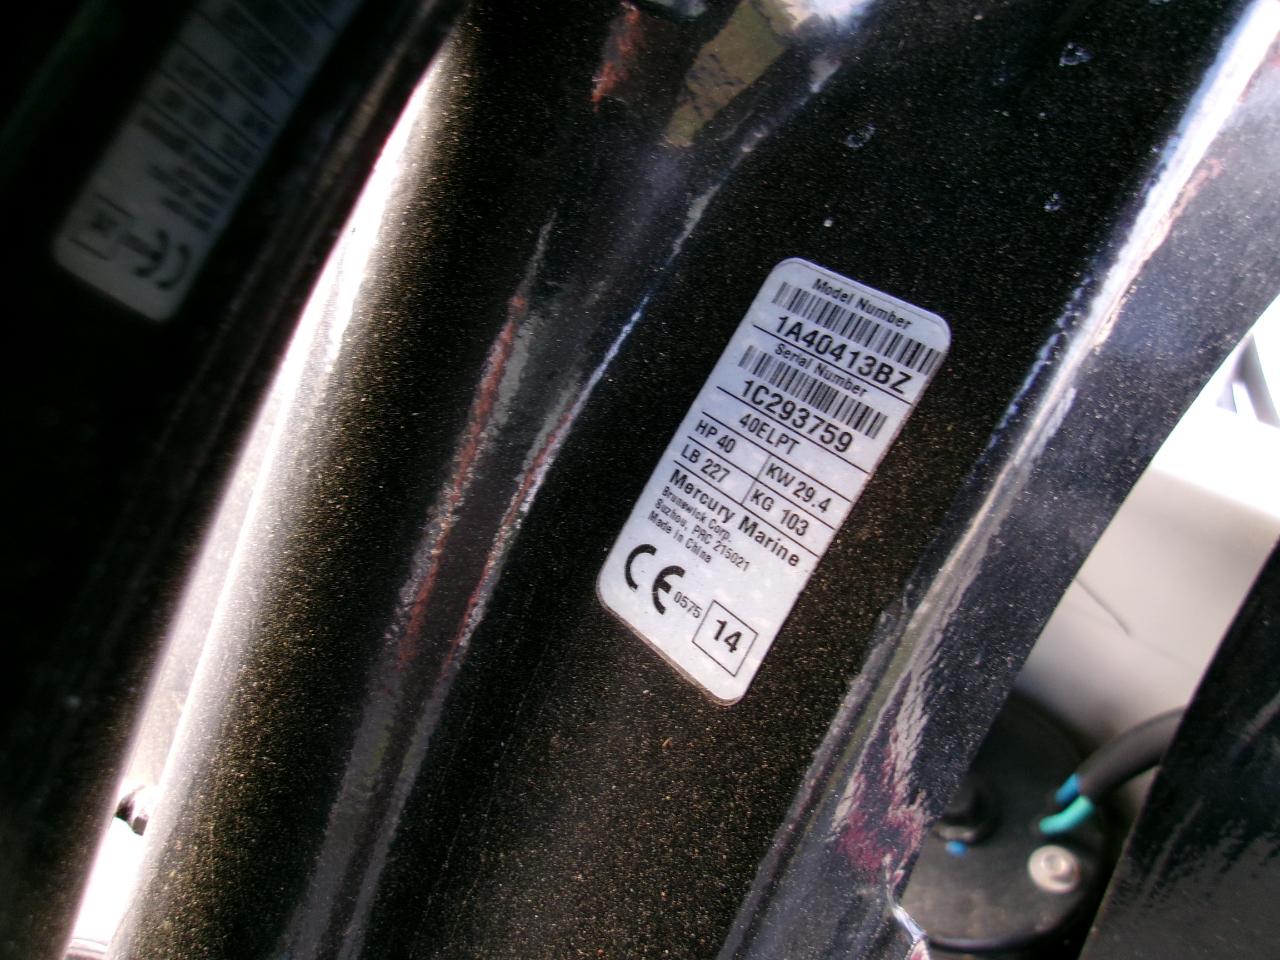 Model Number
1A40413BZ
Serial Number
1C293759
40ELPT
HP 40 KW 29.4
LB 227 KG 103
Mercury Marine
Brunswick Corp.
Suzhou, PRC 215021
Made in China
CE 0575 14